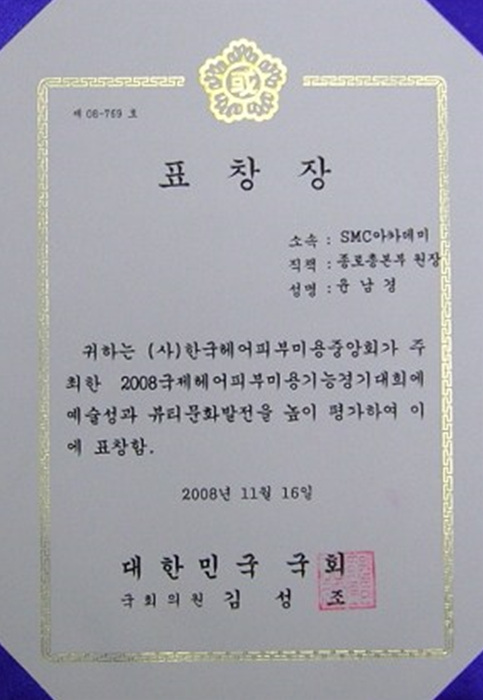 제 08-769 호
표 창 장
소속 : SMC아카데미
직책 : 종로총본부 원장
성명 : 윤 남 경
귀하는 (사)한국헤어피부미용중앙회가 주
최한 2008국제헤어피부미용기능경기대회에
예술성과 뷰티문화발전을 높이 평가하여 이
에 표창함.
2008년 11월 16일
대 한 민 국 국 회
국 회 의 원 김 성 조